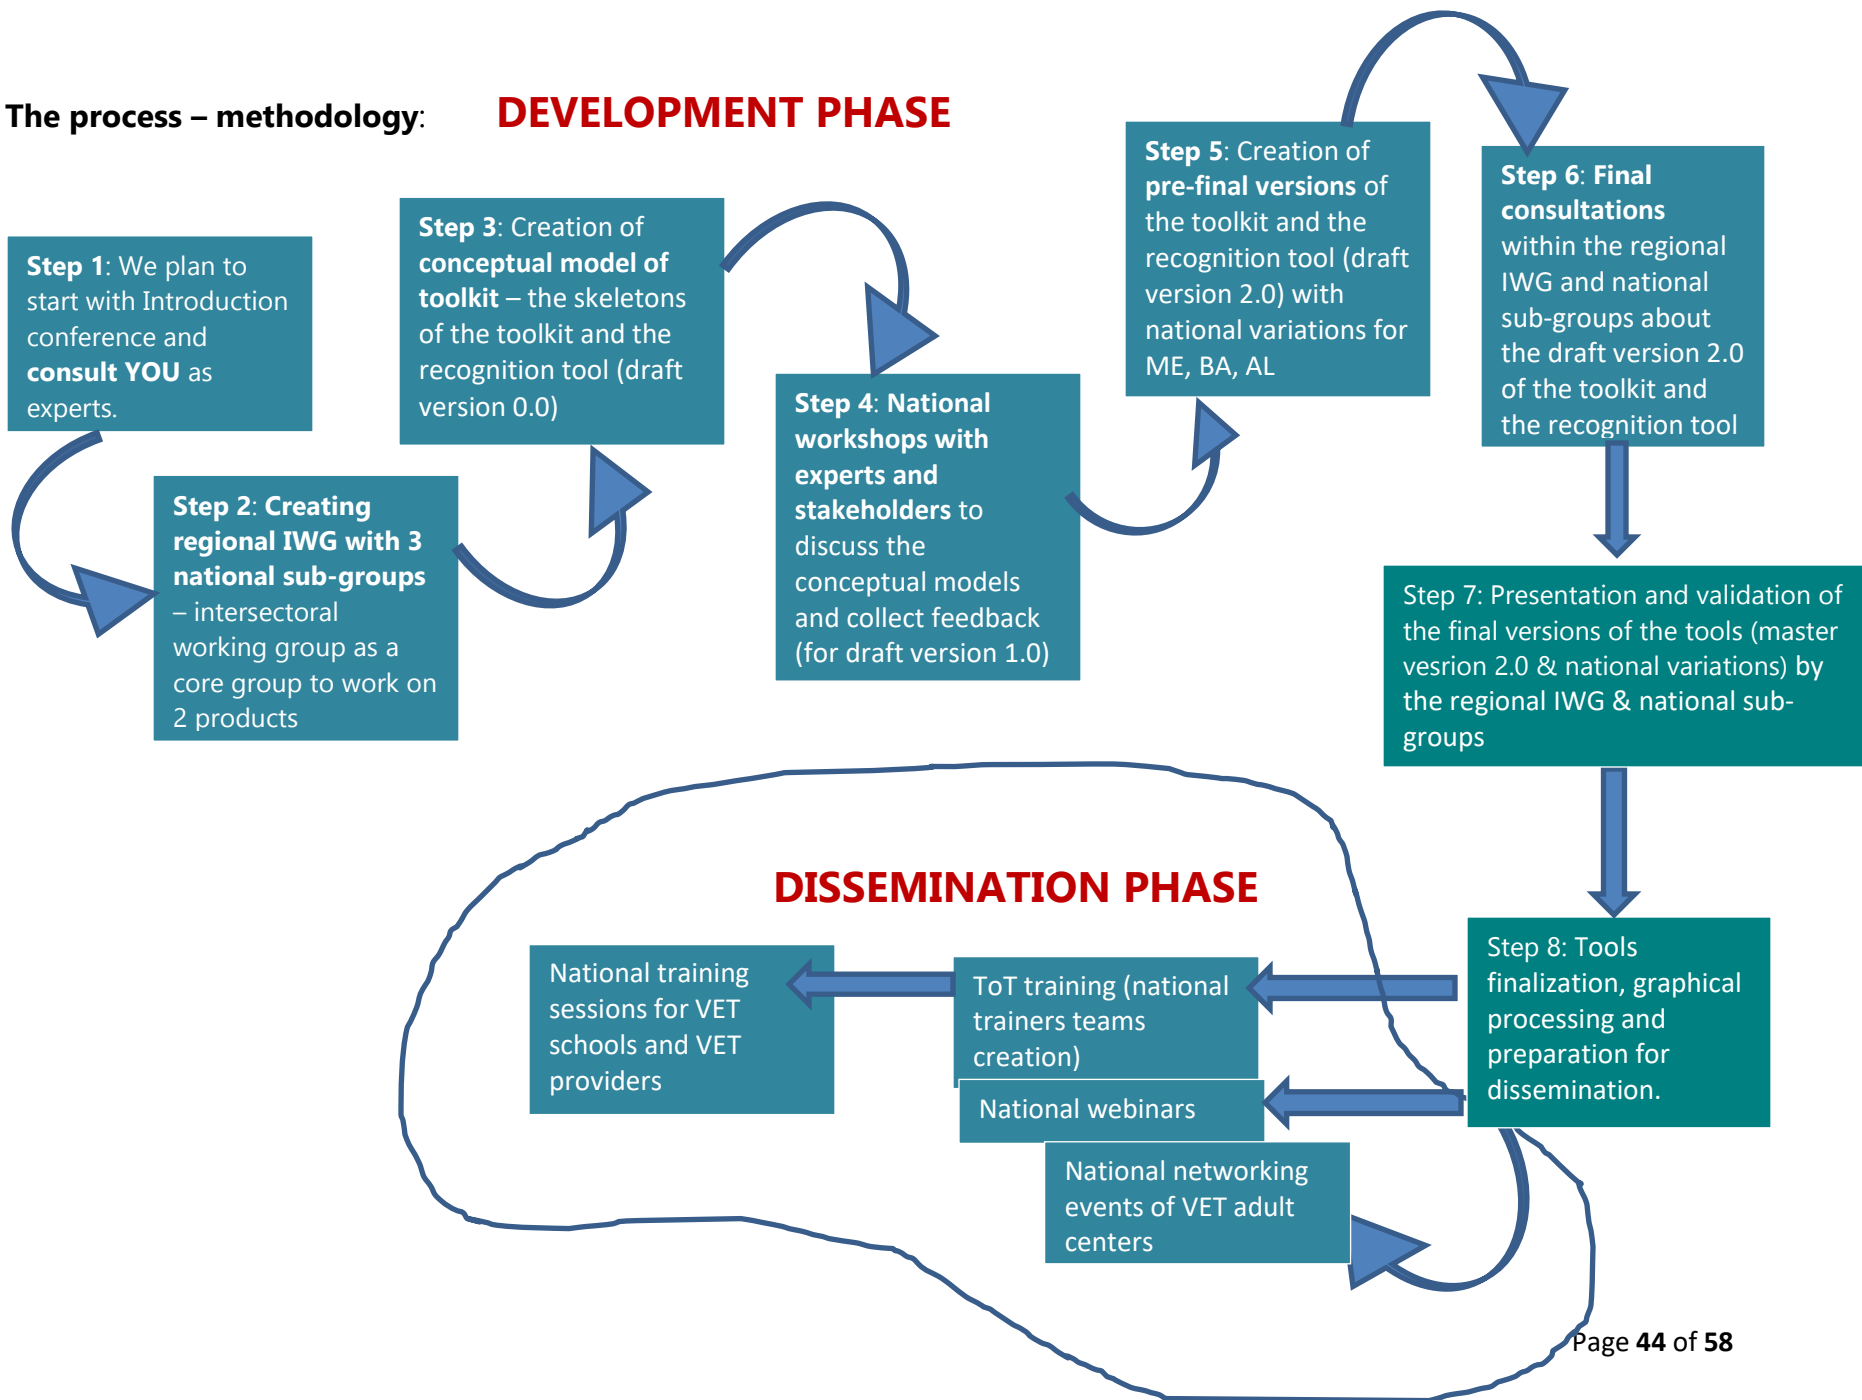 The process – methodology: DEVELOPMENT PHASE
Step 1: We plan to
start with Introduction
conference and
consult YOU as
experts.
Step 2: Creating
regional IWG with 3
national sub-groups
– intersectoral
working group as a
core group to work on
2 products
Step 3: Creation of
conceptual model of
toolkit – the skeletons
of the toolkit and the
recognition tool (draft
version 0.0)
Step 4: National
workshops with
experts and
stakeholders to
discuss the
conceptual models
and collect feedback
(for draft version 1.0)
Step 5: Creation of
pre-final versions of
the toolkit and the
recognition tool (draft
version 2.0) with
national variations for
ME, BA, AL
Step 6: Final
consultations
within the regional
IWG and national
sub-groups about
the draft version 2.0
of the toolkit and
the recognition tool
Step 7: Presentation and validation of
the final versions of the tools (master
vesrion 2.0 & national variations) by
the regional IWG & national sub-
groups
Step 8: Tools
finalization, graphical
processing and
preparation for
dissemination.
DISSEMINATION PHASE
ToT training (national
trainers teams
creation)
National training
sessions for VET
schools and VET
providers
National webinars
National networking
events of VET adult
centers
Page 44 of 58